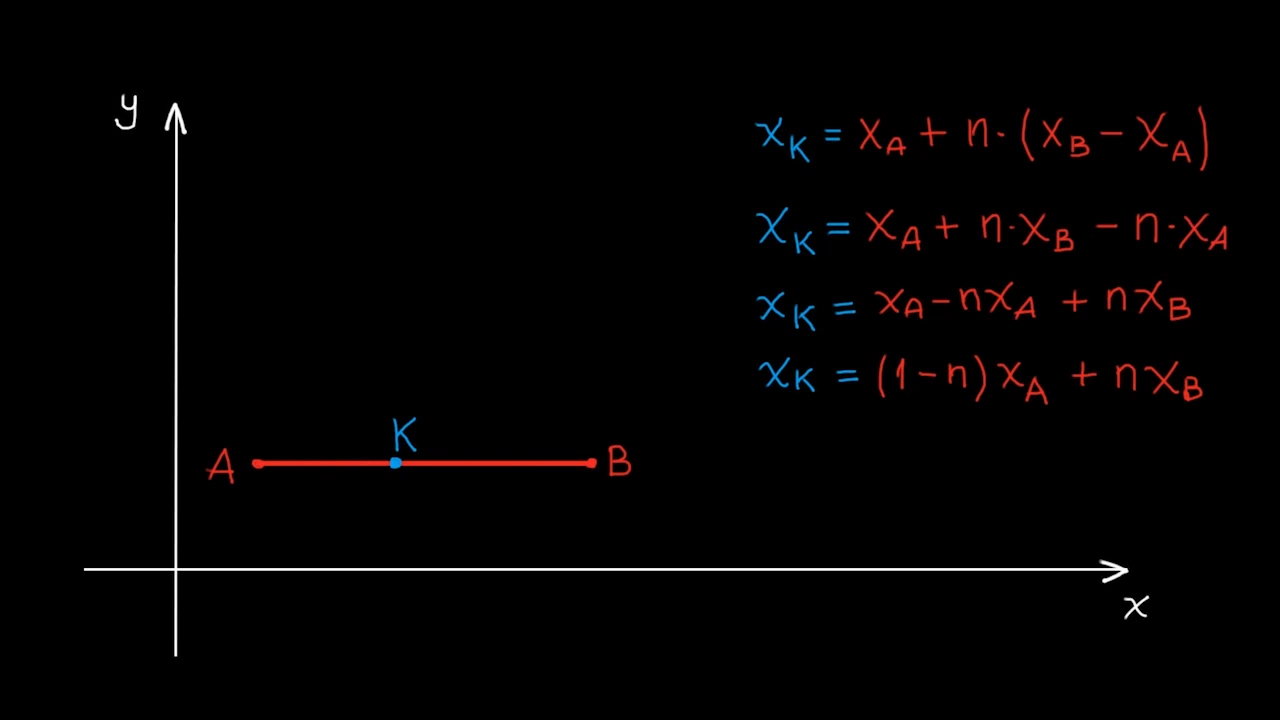 y
x_K = x_A + n · (x_B - x_A)
x_K = x_A + n · x_B - n · x_A
x_K = x_A - nx_A + nx_B
x_K = (1 - n)x_A + nx_B
K
A
B
x